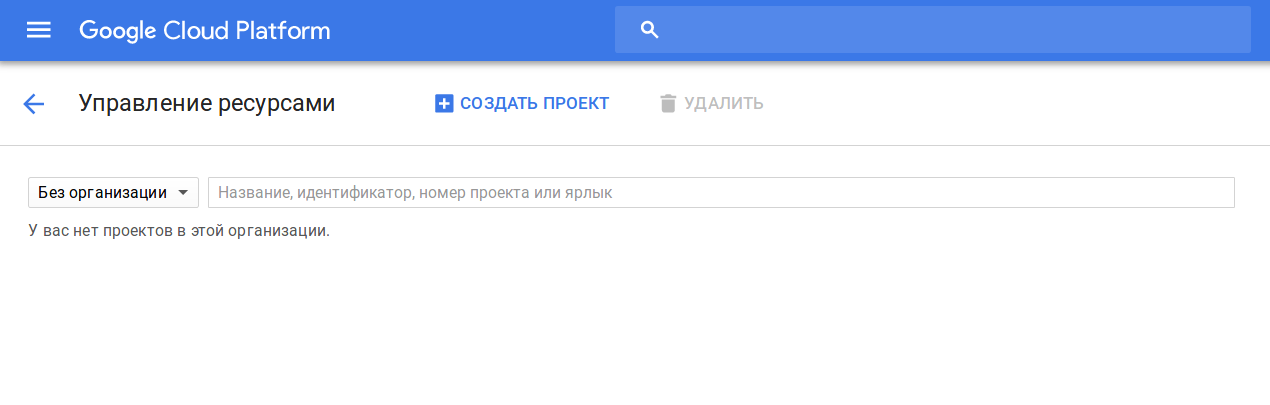 Google Cloud Platform
Управление ресурсами
СОЗДАТЬ ПРОЕКТ
УДАЛИТЬ
Без организации
Название, идентификатор, номер проекта или ярлык
У вас нет проектов в этой организации.